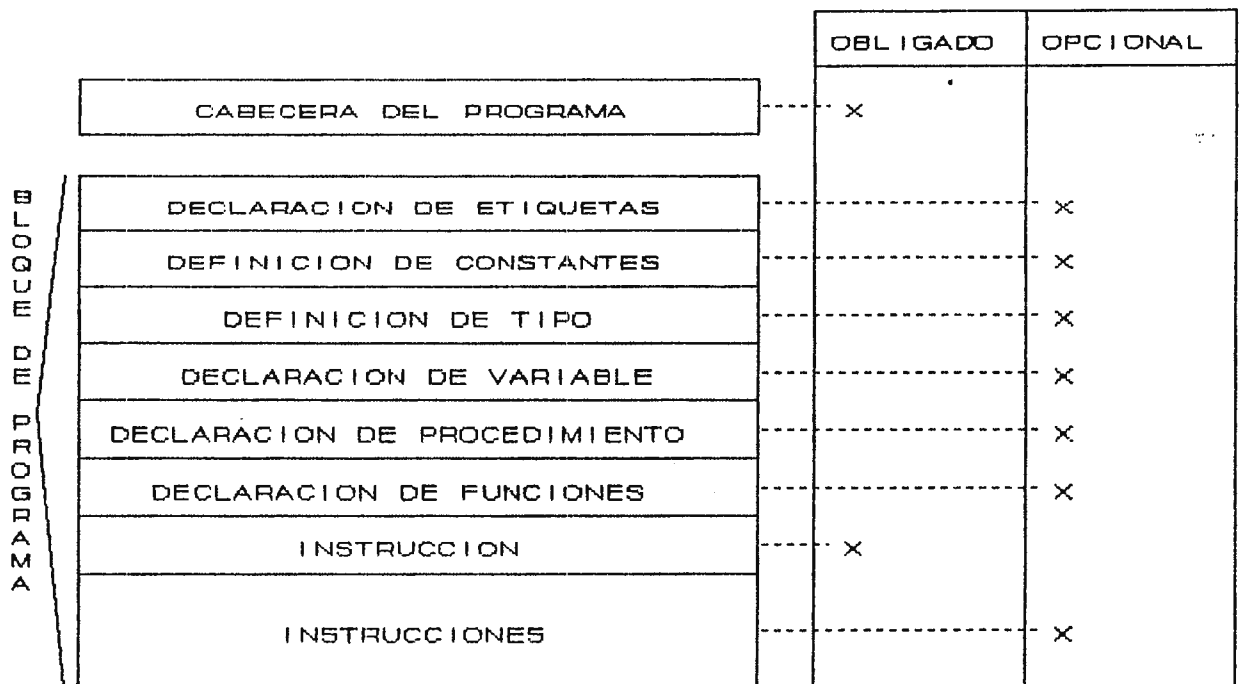 OBLIGADO OPCIONAL
CABECERA DEL PROGRAMA ×
BLOQUE DE PROGRAMA
DECLARACION DE ETIQUETAS ×
DEFINICION DE CONSTANTES ×
DEFINICION DE TIPO ×
DECLARACION DE VARIABLE ×
DECLARACION DE PROCEDIMIENTO ×
DECLARACION DE FUNCIONES ×
INSTRUCCION ×
INSTRUCCIONES ×